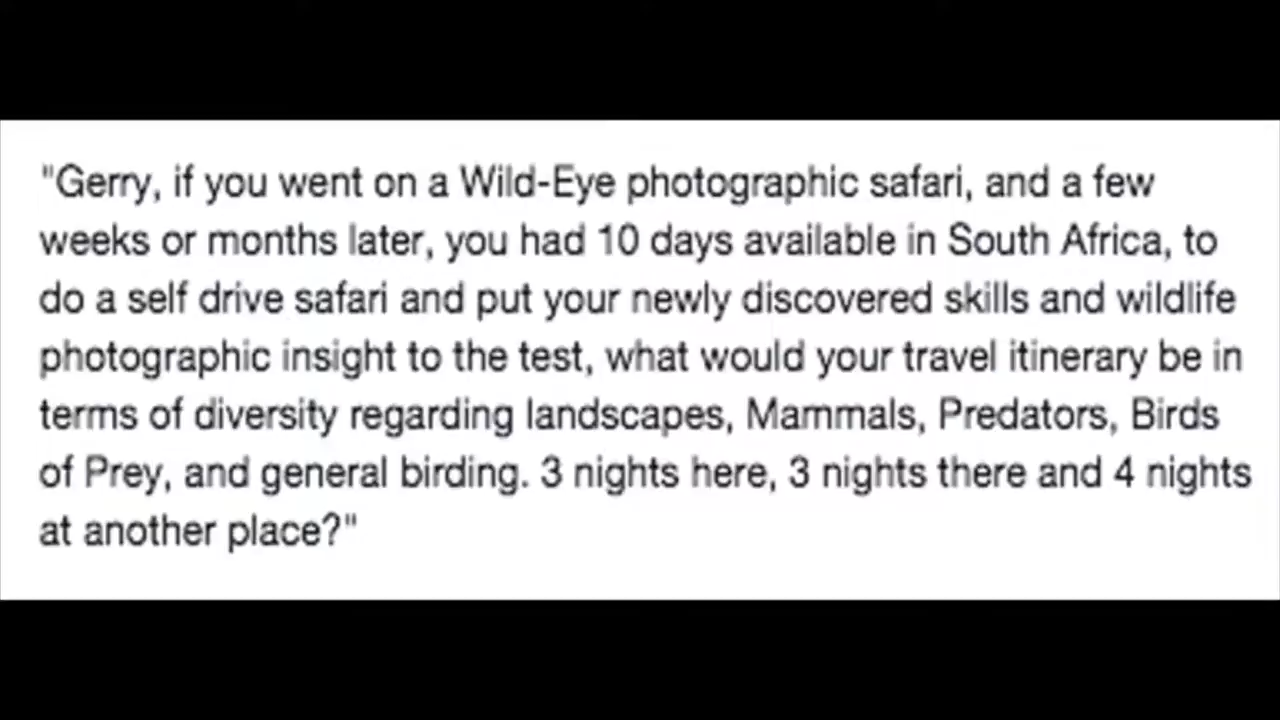 "Gerry, if you went on a Wild-Eye photographic safari, and a few
weeks or months later, you had 10 days available in South Africa, to
do a self drive safari and put your newly discovered skills and wildlife
photographic insight to the test, what would your travel itinerary be in
terms of diversity regarding landscapes, Mammals, Predators, Birds
of Prey, and general birding. 3 nights here, 3 nights there and 4 nights
at another place?"